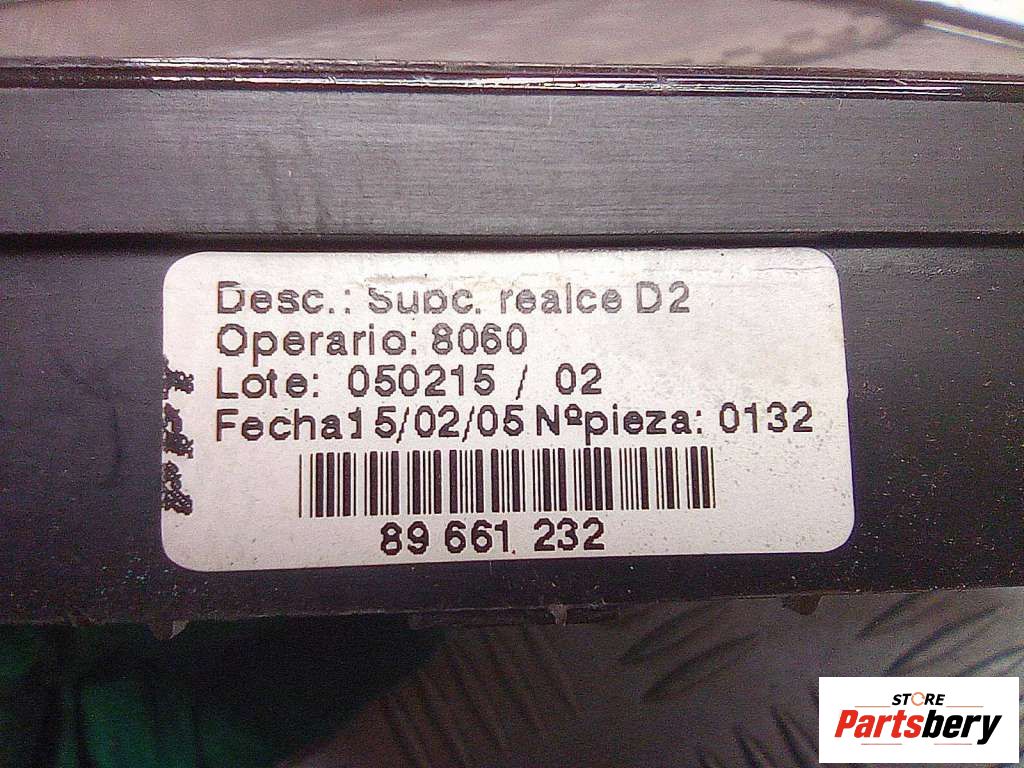 Desc.: Supc. realce D2
Operario: 8060
Lote: 050215 / 02
Fecha15/02/05 Nºpieza: 0132
89 661 232
STORE
Partsbery